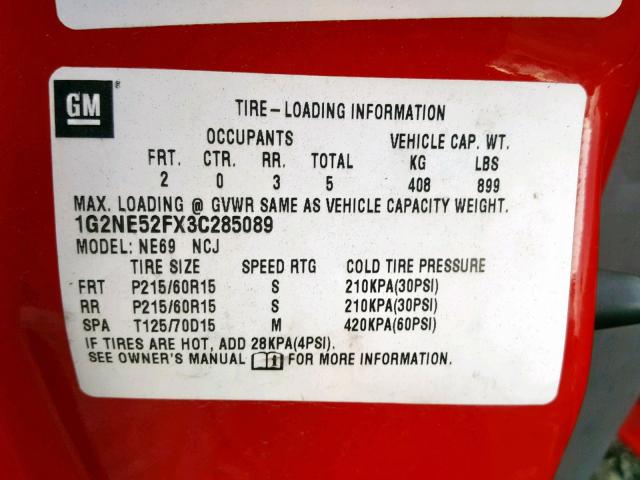 GM
TIRE-LOADING INFORMATION
OCCUPANTS VEHICLE CAP. WT.
FRT. CTR. RR. TOTAL KG LBS
2 0 3 5 408 899
MAX. LOADING @ GVWR SAME AS VEHICLE CAPACITY WEIGHT.
1G2NE52FX3C285089
MODEL: NE69 NCJ
TIRE SIZE SPEED RTG COLD TIRE PRESSURE
FRT P215/60R15 S 210KPA(30PSI)
RR P215/60R15 S 210KPA(30PSI)
SPA T125/70D15 M 420KPA(60PSI)
IF TIRES ARE HOT, ADD 28KPA(4PSI).
SEE OWNER'S MANUAL FOR MORE INFORMATION.